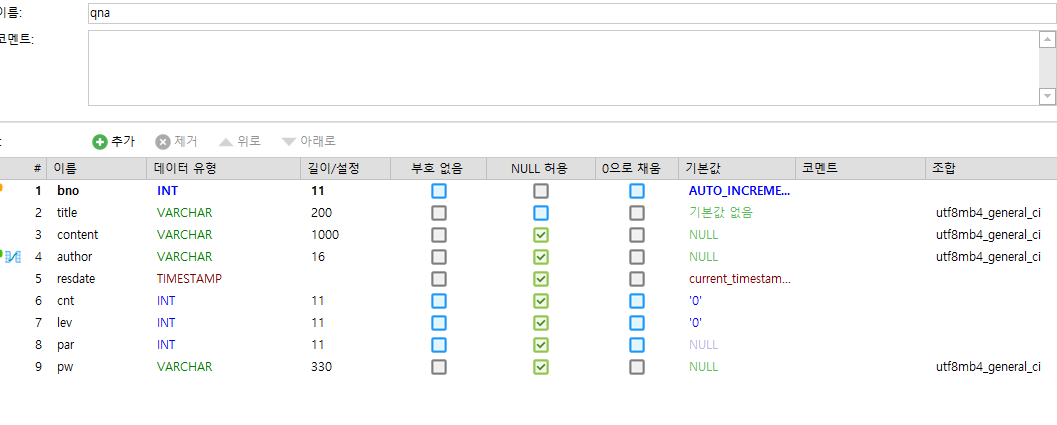 이름: qna
코멘트:
: 추가 제거 위로 아래로
# 이름 데이터 유형 길이/설정 부호 없음 NULL 허용 0으로 채움 기본값 코멘트 조합
1 bno INT 11 AUTO_INCREME...
2 title VARCHAR 200 기본값 없음 utf8mb4_general_ci
3 content VARCHAR 1000 NULL utf8mb4_general_ci
4 author VARCHAR 16 NULL utf8mb4_general_ci
5 resdate TIMESTAMP current_timestam...
6 cnt INT 11 '0'
7 lev INT 11 '0'
8 par INT 11 NULL
9 pw VARCHAR 330 NULL utf8mb4_general_ci